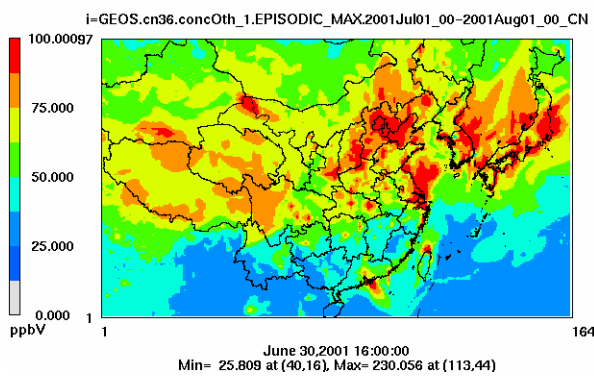 i=GEOS.cn36.concOth_1.EPISODIC_MAX.2001Jul01_00-2001Aug01_00_CN
100.00097
75.000
50.000
25.000
0.000
ppbV
1
1
164
June 30,2001 16:00:00
Min= 25.809 at (40,16), Max= 230.056 at (113,44)